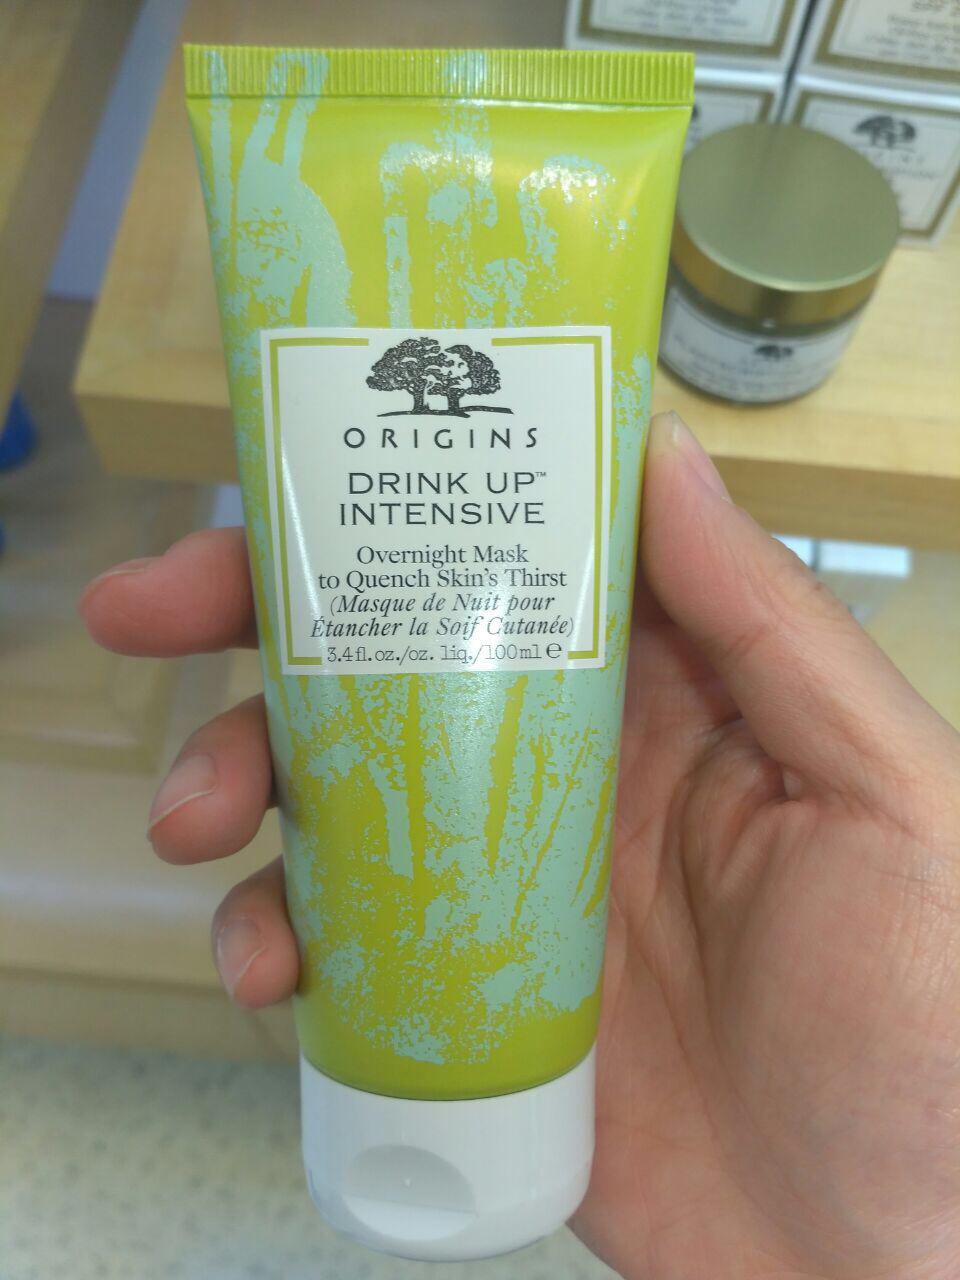 ORIGINS
DRINK UP™
INTENSIVE
Overnight Mask
to Quench Skin's Thirst
(Masque de Nuit pour
Étancher la Soif Cutanée)
3.4 fl. oz./oz. liq./100ml ℮